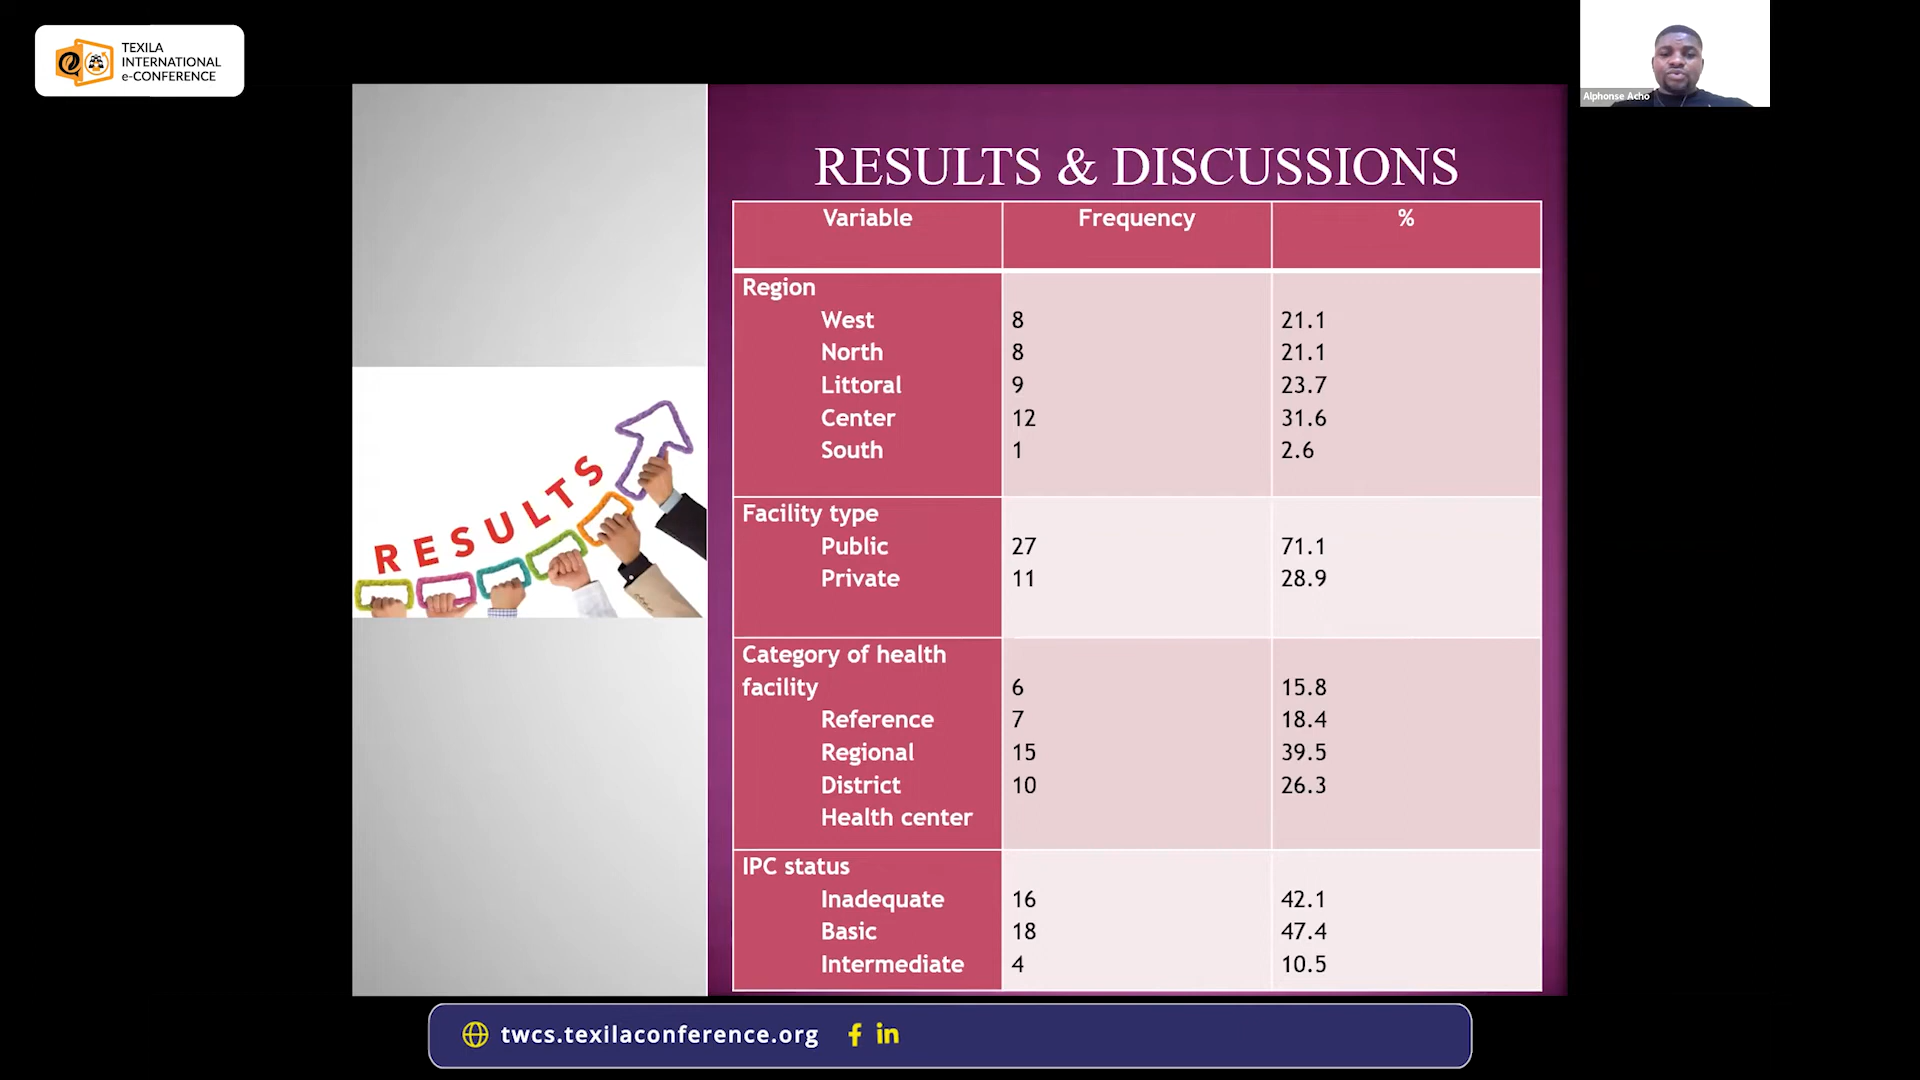 TEXILA
INTERNATIONAL
e-CONFERENCE
Alphonse Acho
RESULTS & DISCUSSIONS
Variable Frequency %
Region
West 8 21.1
North 8 21.1
Littoral 9 23.7
Center 12 31.6
South 1 2.6
Facility type
Public 27 71.1
Private 11 28.9
Category of health
facility 6 15.8
Reference 7 18.4
Regional 15 39.5
District 10 26.3
Health center
IPC status
Inadequate 16 42.1
Basic 18 47.4
Intermediate 4 10.5
RESULTS
twcs.texilaconference.org